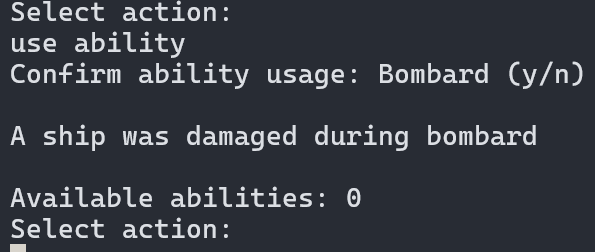 Select action:
use ability
Confirm ability usage: Bombard (y/n)
A ship was damaged during bombard
Available abilities: 0
Select action: